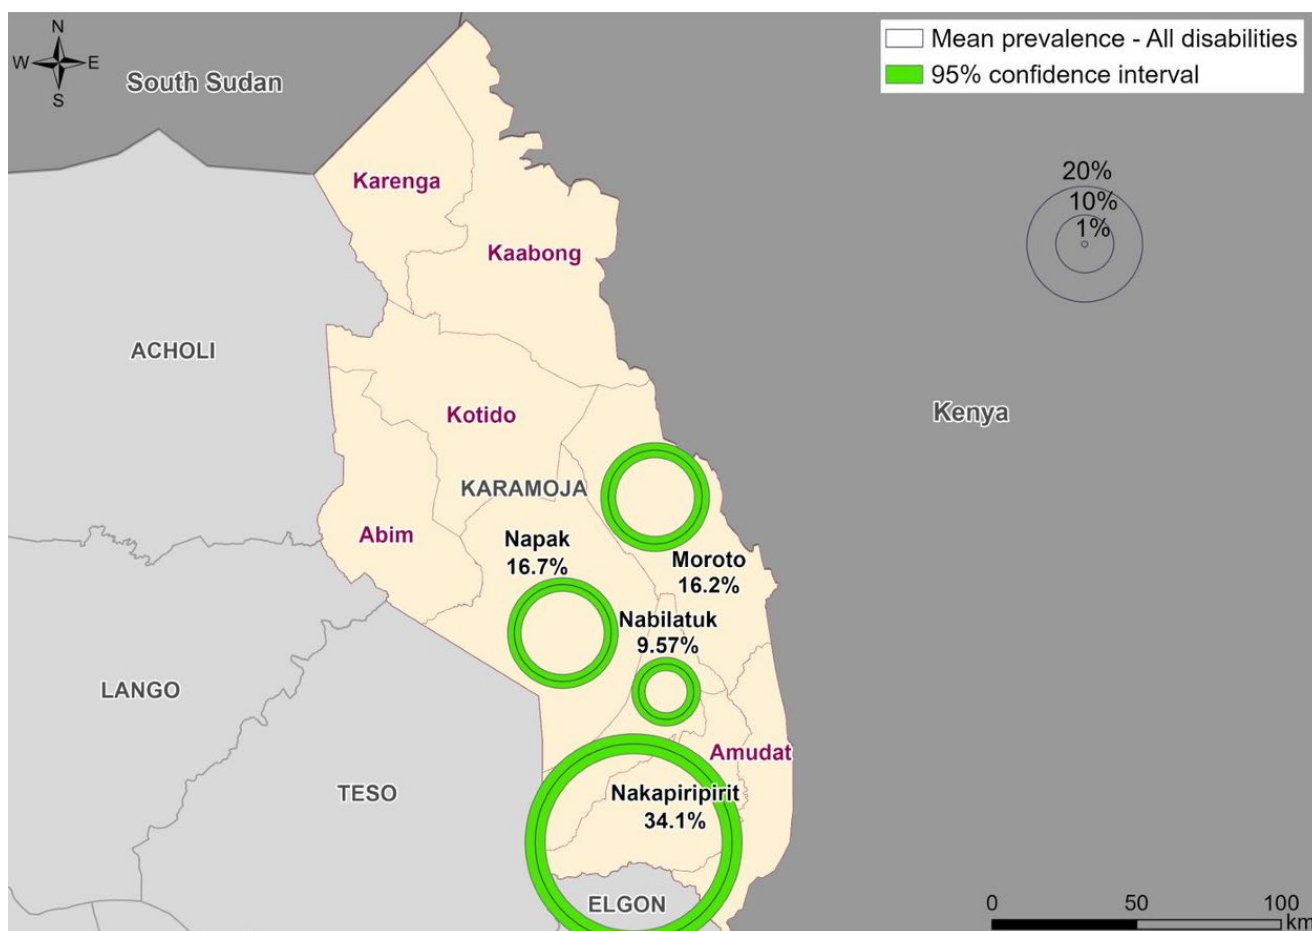 N
W E
S
South Sudan
Mean prevalence - All disabilities
95% confidence interval
Karenga
Kaabong
20%
10%
1%
ACHOLI
Kotido
Kenya
KARAMOJA
Abim
Napak
16.7%
Moroto
16.2%
Nabilatuk
9.57%
LANGO
Amudat
TESO
Nakapiripirit
34.1%
ELGON
0 50 100
km